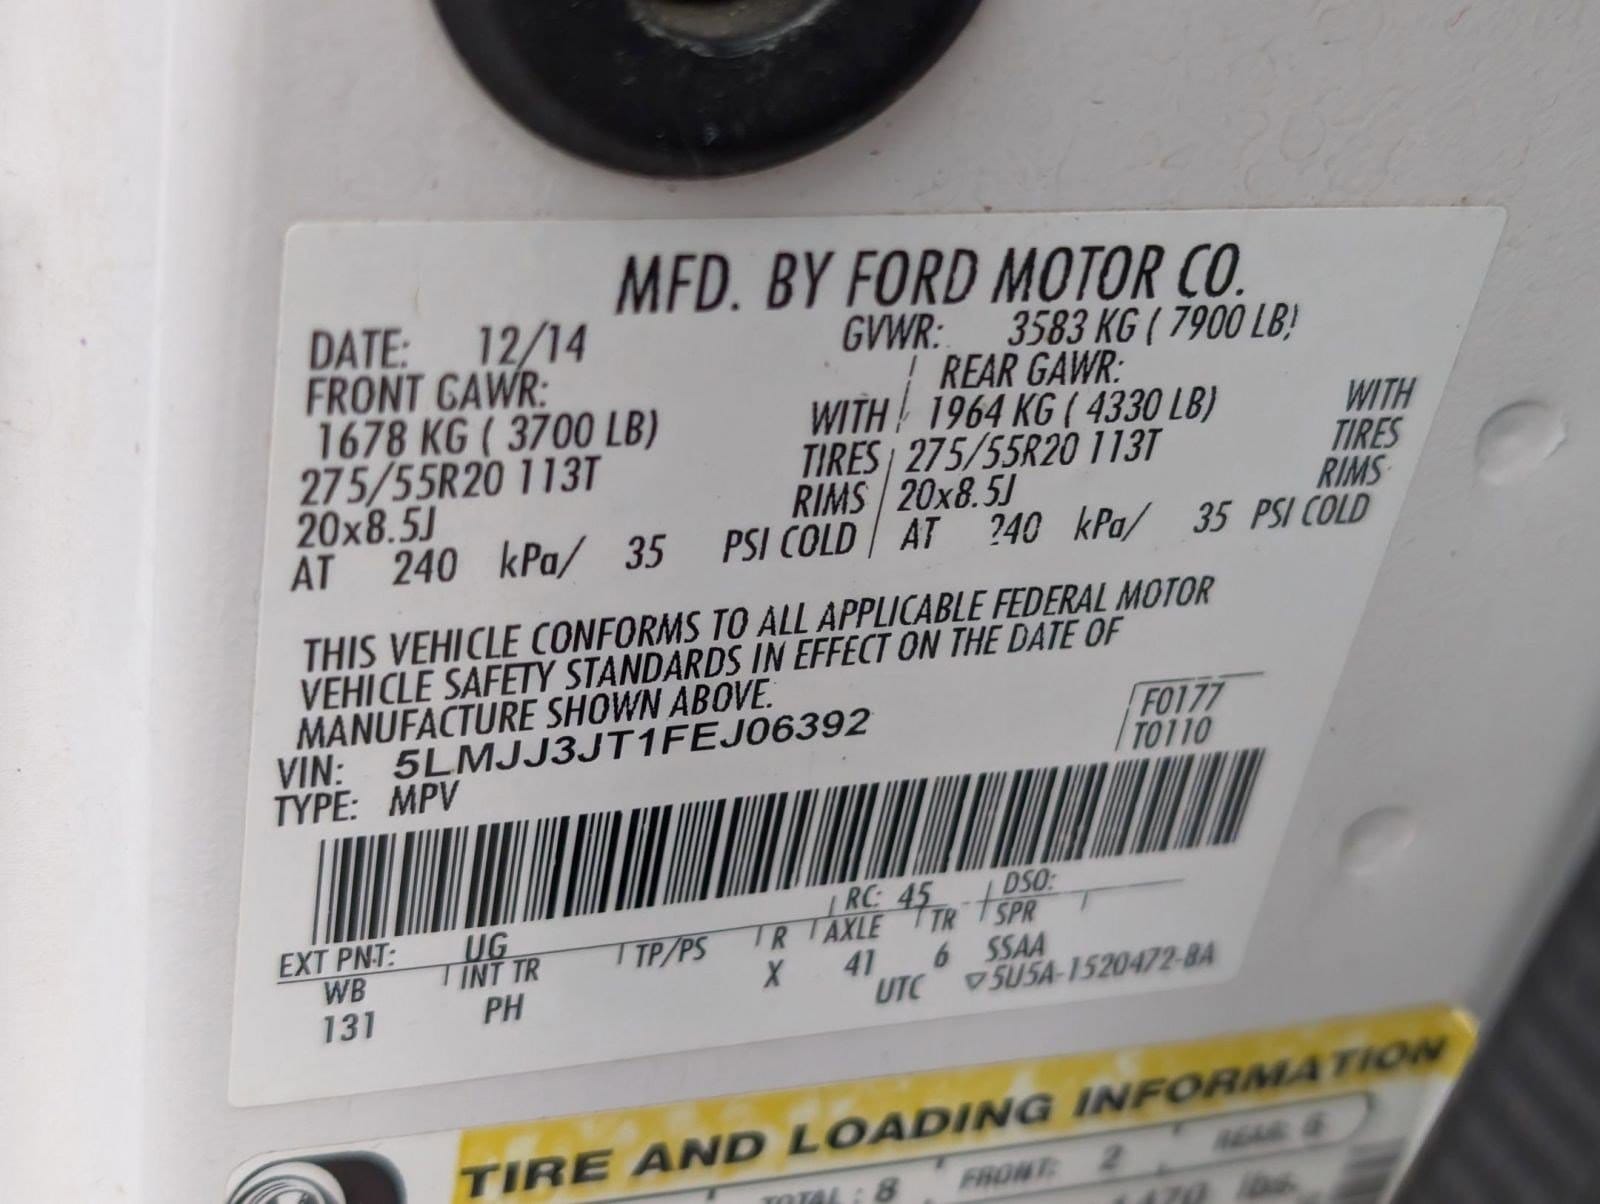 MFD. BY FORD MOTOR CO.
DATE: 12/14 GVWR: 3583 KG ( 7900 LB)
FRONT GAWR: REAR GAWR:
1678 KG ( 3700 LB) WITH 1964 KG ( 4330 LB) WITH
275/55R20 113T TIRES 275/55R20 113T TIRES
20x8.5J RIMS 20x8.5J RIMS
AT 240 kPa/ 35 PSI COLD AT 240 kPa/ 35 PSI COLD
THIS VEHICLE CONFORMS TO ALL APPLICABLE FEDERAL MOTOR
VEHICLE SAFETY STANDARDS IN EFFECT ON THE DATE OF
MANUFACTURE SHOWN ABOVE.
VIN: 5LMJJ3JT1FEJ06392 F0177
TYPE: MPV T0110
EXT PNT: UG RC: 45 DSO:
WB INT TR TP/PS R AXLE TR SPR
131 PH X 41 6 SSAA
UTC ▽5U5A-1520472-BA
TIRE AND LOADING INFORMATION
TOTAL: 8 FRONT: 2 REAR: 6
lbs.